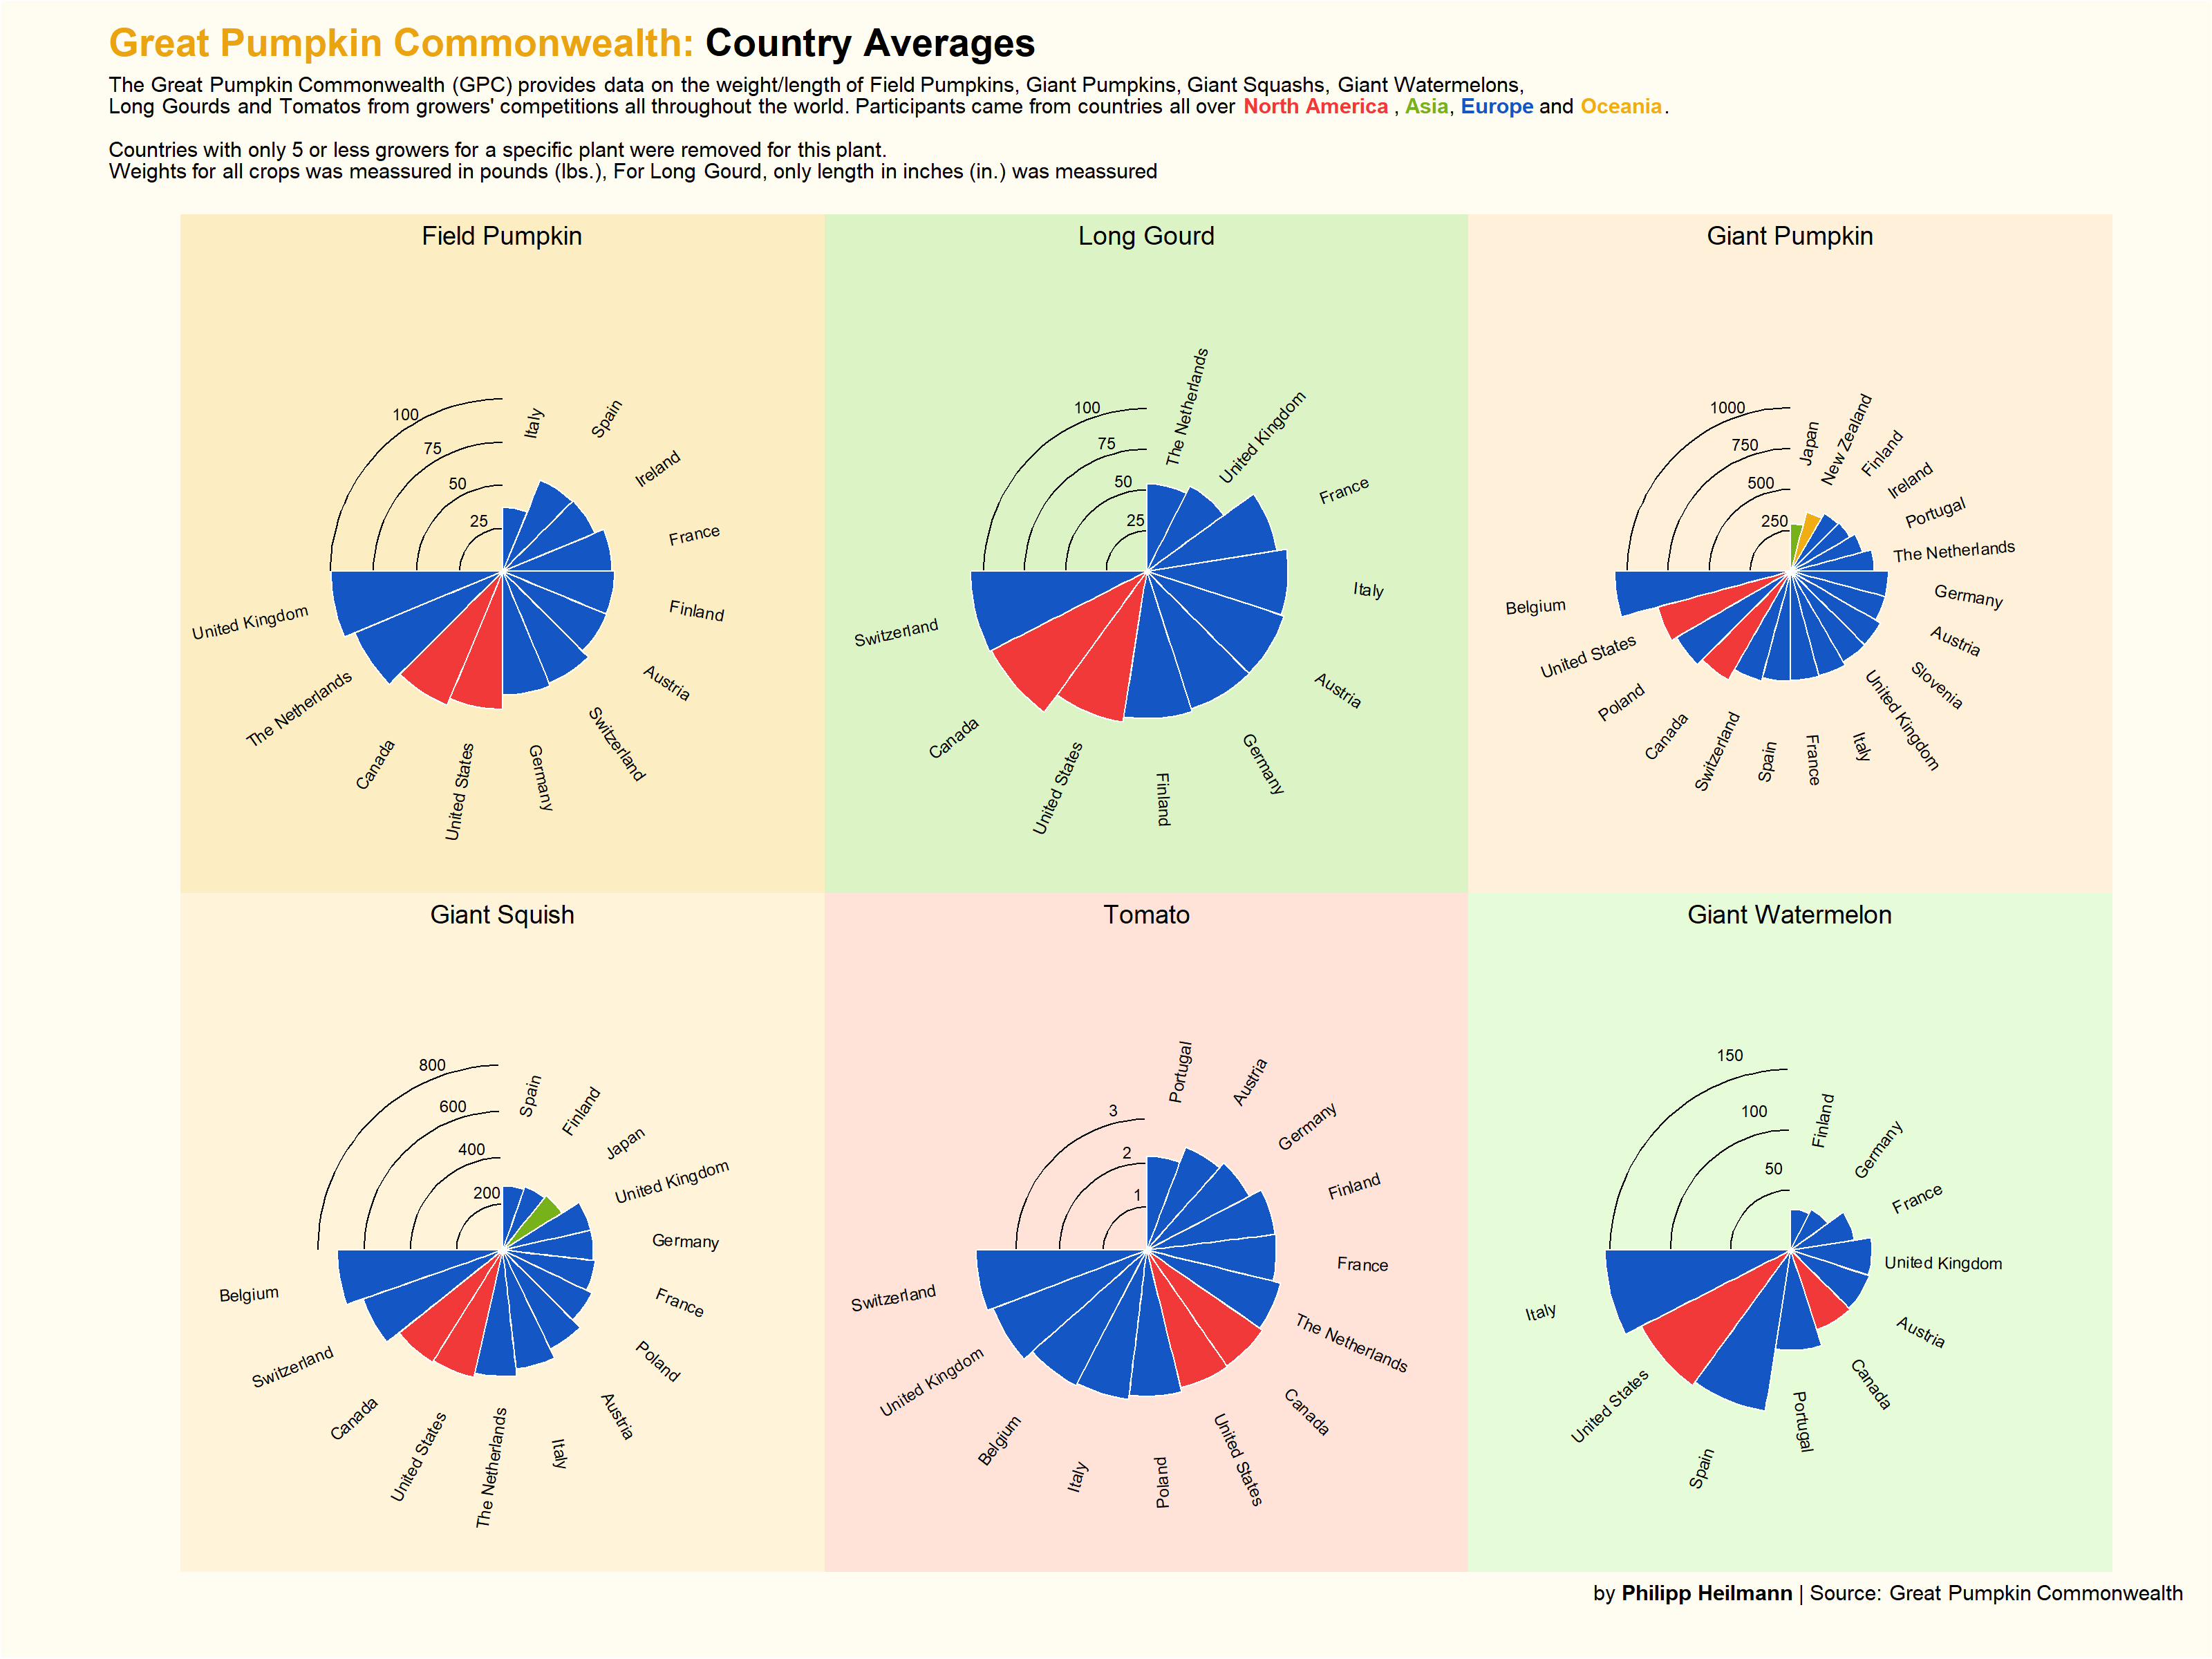 Great Pumpkin Commonwealth: Country Averages
The Great Pumpkin Commonwealth (GPC) provides data on the weight/length of Field Pumpkins, Giant Pumpkins, Giant Squashs, Giant Watermelons,
Long Gourds and Tomatos from growers' competitions all throughout the world. Participants came from countries all over North America , Asia, Europe and Oceania.
Countries with only 5 or less growers for a specific plant were removed for this plant.
Weights for all crops was meassured in pounds (lbs.), For Long Gourd, only length in inches (in.) was meassured
Field Pumpkin
100
75
50
25
Italy
Spain
Ireland
France
Finland
Austria
Switzerland
Germany
United States
Canada
The Netherlands
United Kingdom
Long Gourd
100
75
50
25
The Netherlands
United Kingdom
France
Italy
Austria
Germany
Finland
United States
Canada
Switzerland
Giant Pumpkin
1000
750
500
250
Japan
New Zealand
Finland
Ireland
Portugal
The Netherlands
Germany
Austria
Slovenia
United Kingdom
Italy
France
Spain
Switzerland
Canada
Poland
United States
Belgium
Giant Squish
800
600
400
200
Spain
Finland
Japan
United Kingdom
Germany
France
Poland
Austria
Italy
The Netherlands
United States
Canada
Switzerland
Belgium
Tomato
3
2
1
Portugal
Austria
Germany
Finland
France
The Netherlands
Canada
United States
Poland
Italy
Belgium
United Kingdom
Switzerland
Giant Watermelon
150
100
50
Finland
Germany
France
United Kingdom
Austria
Canada
Portugal
Spain
United States
Italy
by Philipp Heilmann | Source: Great Pumpkin Commonwealth